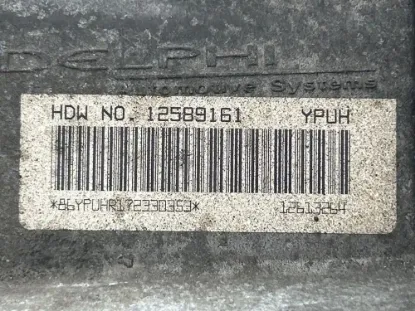 DELPHI
Automotive Systems
HDW NO. 12589161 YPUH
*86YPUHR172330353* 12613264